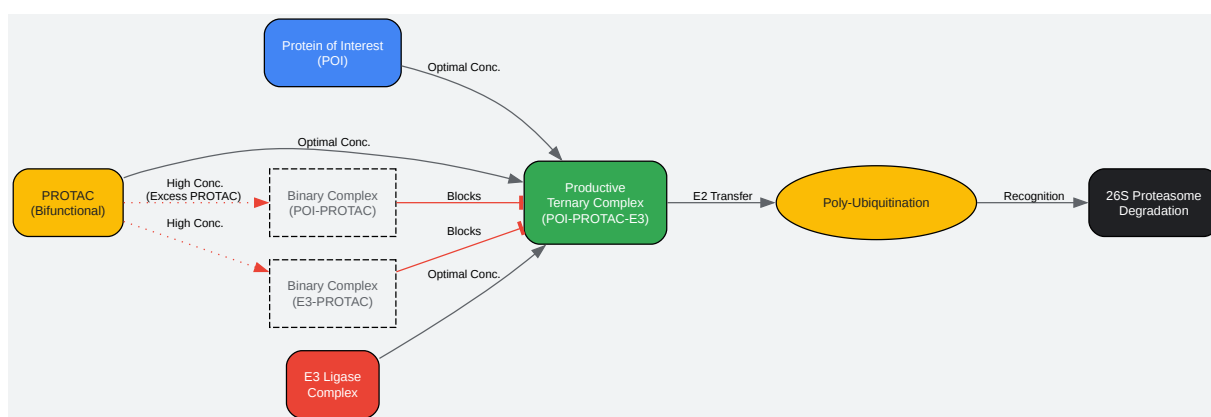 Protein of Interest
(POI)
Optimal Conc.
Optimal Conc.
PROTAC
(Bifunctional)
High Conc.
(Excess PROTAC)
High Conc.
Binary Complex
(POI-PROTAC)
Blocks
Blocks
Binary Complex
(E3-PROTAC)
Optimal Conc.
E3 Ligase
Complex
Productive
Ternary Complex
(POI-PROTAC-E3)
E2 Transfer
Poly-Ubiquitination
Recognition
26S Proteasome
Degradation